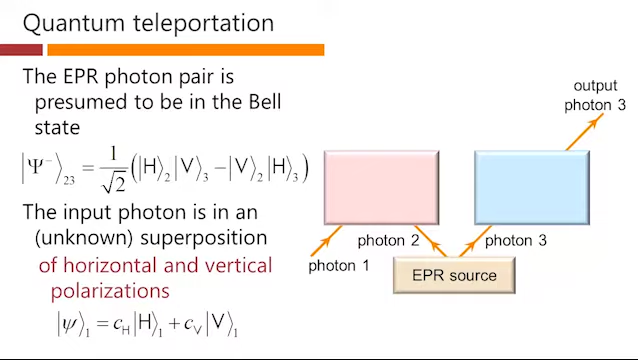 Quantum teleportation
The EPR photon pair is
presumed to be in the Bell
state
|Ψ⁻⟩₂₃ = 1/√2 (|H⟩₂|V⟩₃ − |V⟩₂|H⟩₃)
The input photon is in an
(unknown) superposition
of horizontal and vertical
polarizations
|ψ⟩₁ = c_H|H⟩₁ + c_V|V⟩₁
output
photon 3
photon 2
photon 3
photon 1
EPR source